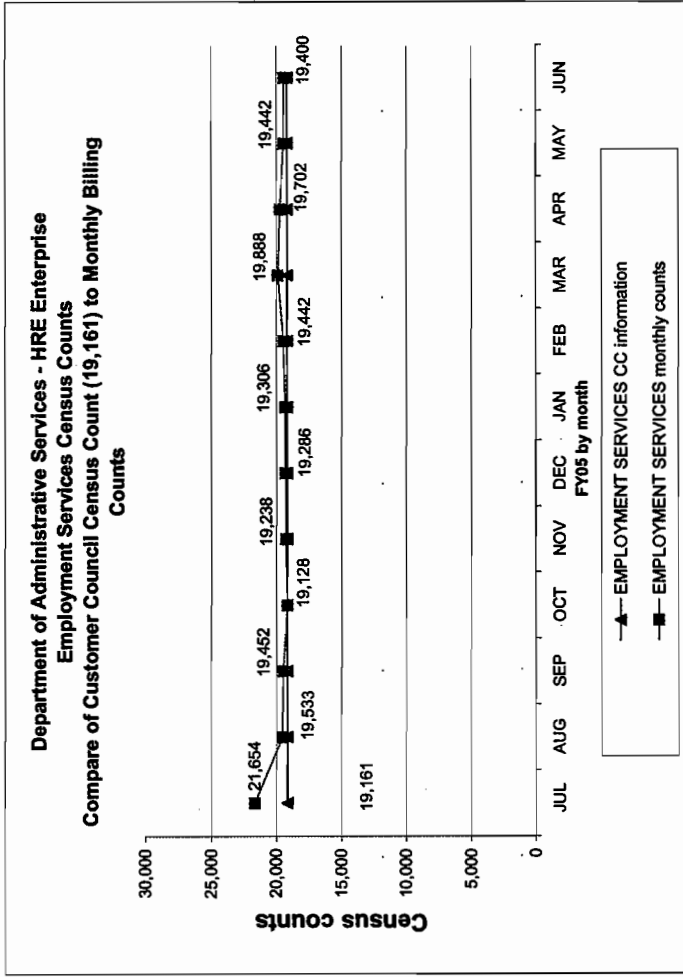 Department of Administrative Services - HRE Enterprise
Employment Services Census Counts
Compare of Customer Council Census Count (19,161) to Monthly Billing
Counts
Census counts
30,000
25,000
20,000
15,000
10,000
5,000
0
21,654
19,533
19,452
19,128
19,238
19,286
19,306
19,442
19,888
19,702
19,442
19,400
19,161
JUL
AUG
SEP
OCT
NOV
DEC
JAN
FEB
MAR
APR
MAY
JUN
FY05 by month
EMPLOYMENT SERVICES CC information
EMPLOYMENT SERVICES monthly counts